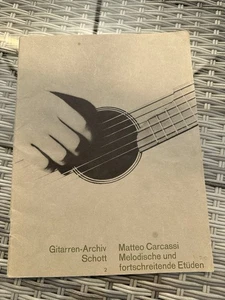 Gitarren-Archiv
Schott
Matteo Carcassi
Melodische und
fortschreitende Etüden